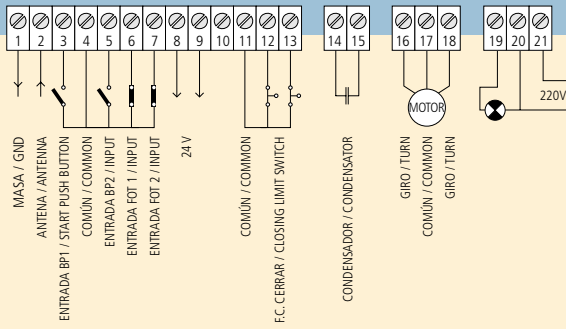 1 2 3 4 5 6 7 8 9 10 11 12 13 14 15 16 17 18 19 20 21
MOTOR
220V
MASA / GND
ANTENA / ANTENNA
ENTRADA BP1 / START PUSH BUTTON
COMÚN / COMMON
ENTRADA BP2 / INPUT
ENTRADA FOT 1 / INPUT
ENTRADA FOT 2 / INPUT
24 V
COMÚN / COMMON
F.C. CERRAR / CLOSING LIMIT SWITCH
CONDENSADOR / CONDENSATOR
GIRO / TURN
COMÚN / COMMON
GIRO / TURN